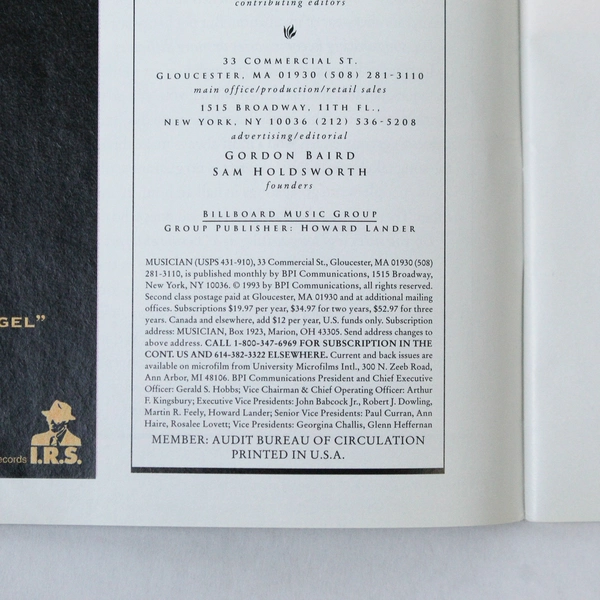 contributing editors
33 COMMERCIAL ST.
GLOUCESTER, MA 01930 (508) 281-3110
main office/production/retail sales
1515 BROADWAY, 11TH FL.,
NEW YORK, NY 10036 (212) 536-5208
advertising/editorial
GORDON BAIRD
SAM HOLDSWORTH
founders
BILLBOARD MUSIC GROUP
GROUP PUBLISHER: HOWARD LANDER
MUSICIAN (USPS 431-910), 33 Commercial St., Gloucester, MA 01930 (508)
281-3110, is published monthly by BPI Communications, 1515 Broadway,
New York, NY 10036. © 1993 by BPI Communications, all rights reserved.
Second class postage paid at Gloucester, MA 01930 and at additional mailing
offices. Subscriptions $19.97 per year, $34.97 for two years, $52.97 for three
years. Canada and elsewhere, add $12 per year, U.S. funds only. Subscription
address: MUSICIAN, Box 1923, Marion, OH 43305. Send address changes to
above address. CALL 1-800-347-6969 FOR SUBSCRIPTION IN THE
CONT. US AND 614-382-3322 ELSEWHERE. Current and back issues are
available on microfilm from University Microfilms Intl., 300 N. Zeeb Road,
Ann Arbor, MI 48106. BPI Communications President and Chief Executive
Officer: Gerald S. Hobbs; Vice Chairman & Chief Operating Officer: Arthur
F. Kingsbury; Executive Vice Presidents: John Babcock Jr., Robert J. Dowling,
Martin R. Feely, Howard Lander; Senior Vice Presidents: Paul Curran, Ann
Haire, Rosalee Lovett; Vice Presidents: Georgina Challis, Glenn Heffernan
MEMBER: AUDIT BUREAU OF CIRCULATION
PRINTED IN U.S.A.
GEL”
ecords I.R.S.